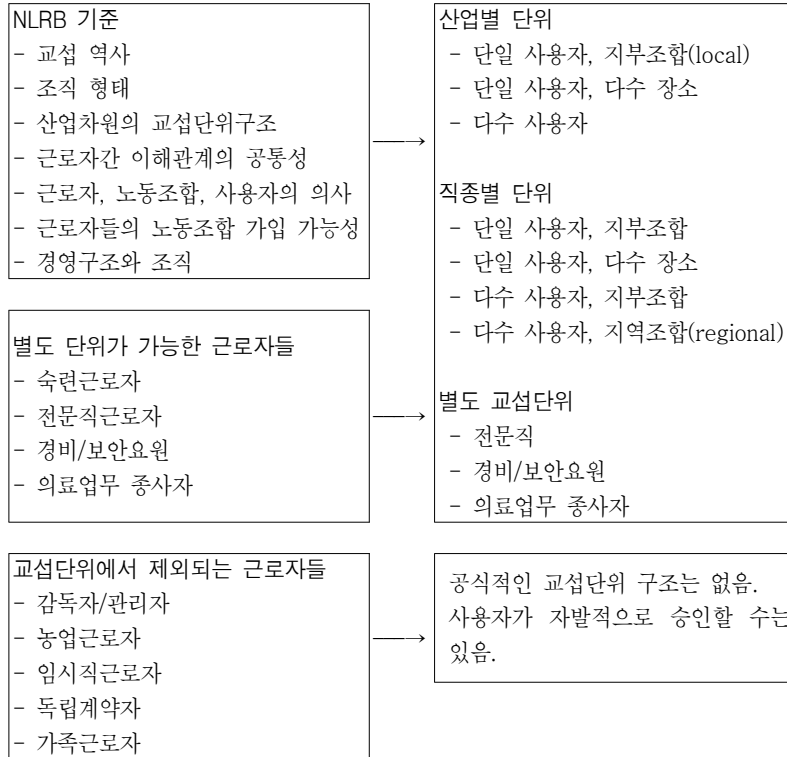 NLRB 기준
- 교섭 역사
- 조직 형태
- 산업차원의 교섭단위구조
- 근로자간 이해관계의 공통성
- 근로자, 노동조합, 사용자의 의사
- 근로자들의 노동조합 가입 가능성
- 경영구조와 조직
산업별 단위
- 단일 사용자, 지부조합(local)
- 단일 사용자, 다수 장소
- 다수 사용자
직종별 단위
- 단일 사용자, 지부조합
- 단일 사용자, 다수 장소
- 다수 사용자, 지부조합
- 다수 사용자, 지역조합(regional)
별도 단위가 가능한 근로자들
- 숙련근로자
- 전문직근로자
- 경비/보안요원
- 의료업무 종사자
별도 교섭단위
- 전문직
- 경비/보안요원
- 의료업무 종사자
교섭단위에서 제외되는 근로자들
- 감독자/관리자
- 농업근로자
- 임시직근로자
- 독립계약자
- 가족근로자
공식적인 교섭단위 구조는 없음.
사용자가 자발적으로 승인할 수는
있음.